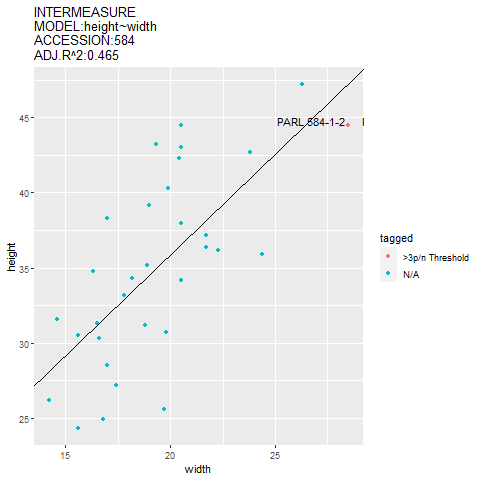 INTERMEASURE
MODEL:height~width
ACCESSION:584
ADJ.R^2:0.465
45
40
35
30
25
15
20
25
height
width
PARL 584-1-2
tagged
>3p/n Threshold
N/A